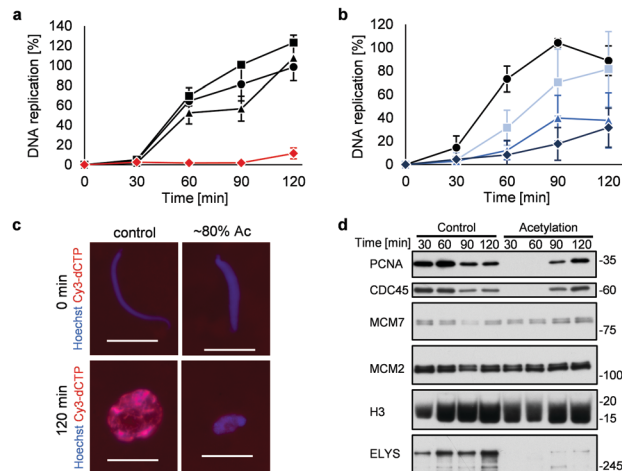 a
DNA replication [%]
140
120
100
80
60
40
20
0
0 30 60 90 120
Time [min]
b
DNA replication [%]
120
100
80
60
40
20
0
0 30 60 90 120
Time [min]
c
control ~80% Ac
0 min
Hoechst Cy3-dCTP
120 min
Hoechst Cy3-dCTP
d
Control Acetylation
Time [min] 30 60 90 120 30 60 90 120
PCNA -35
CDC45 -60
MCM7
-75
MCM2
-100
H3 -20
-15
ELYS
-245